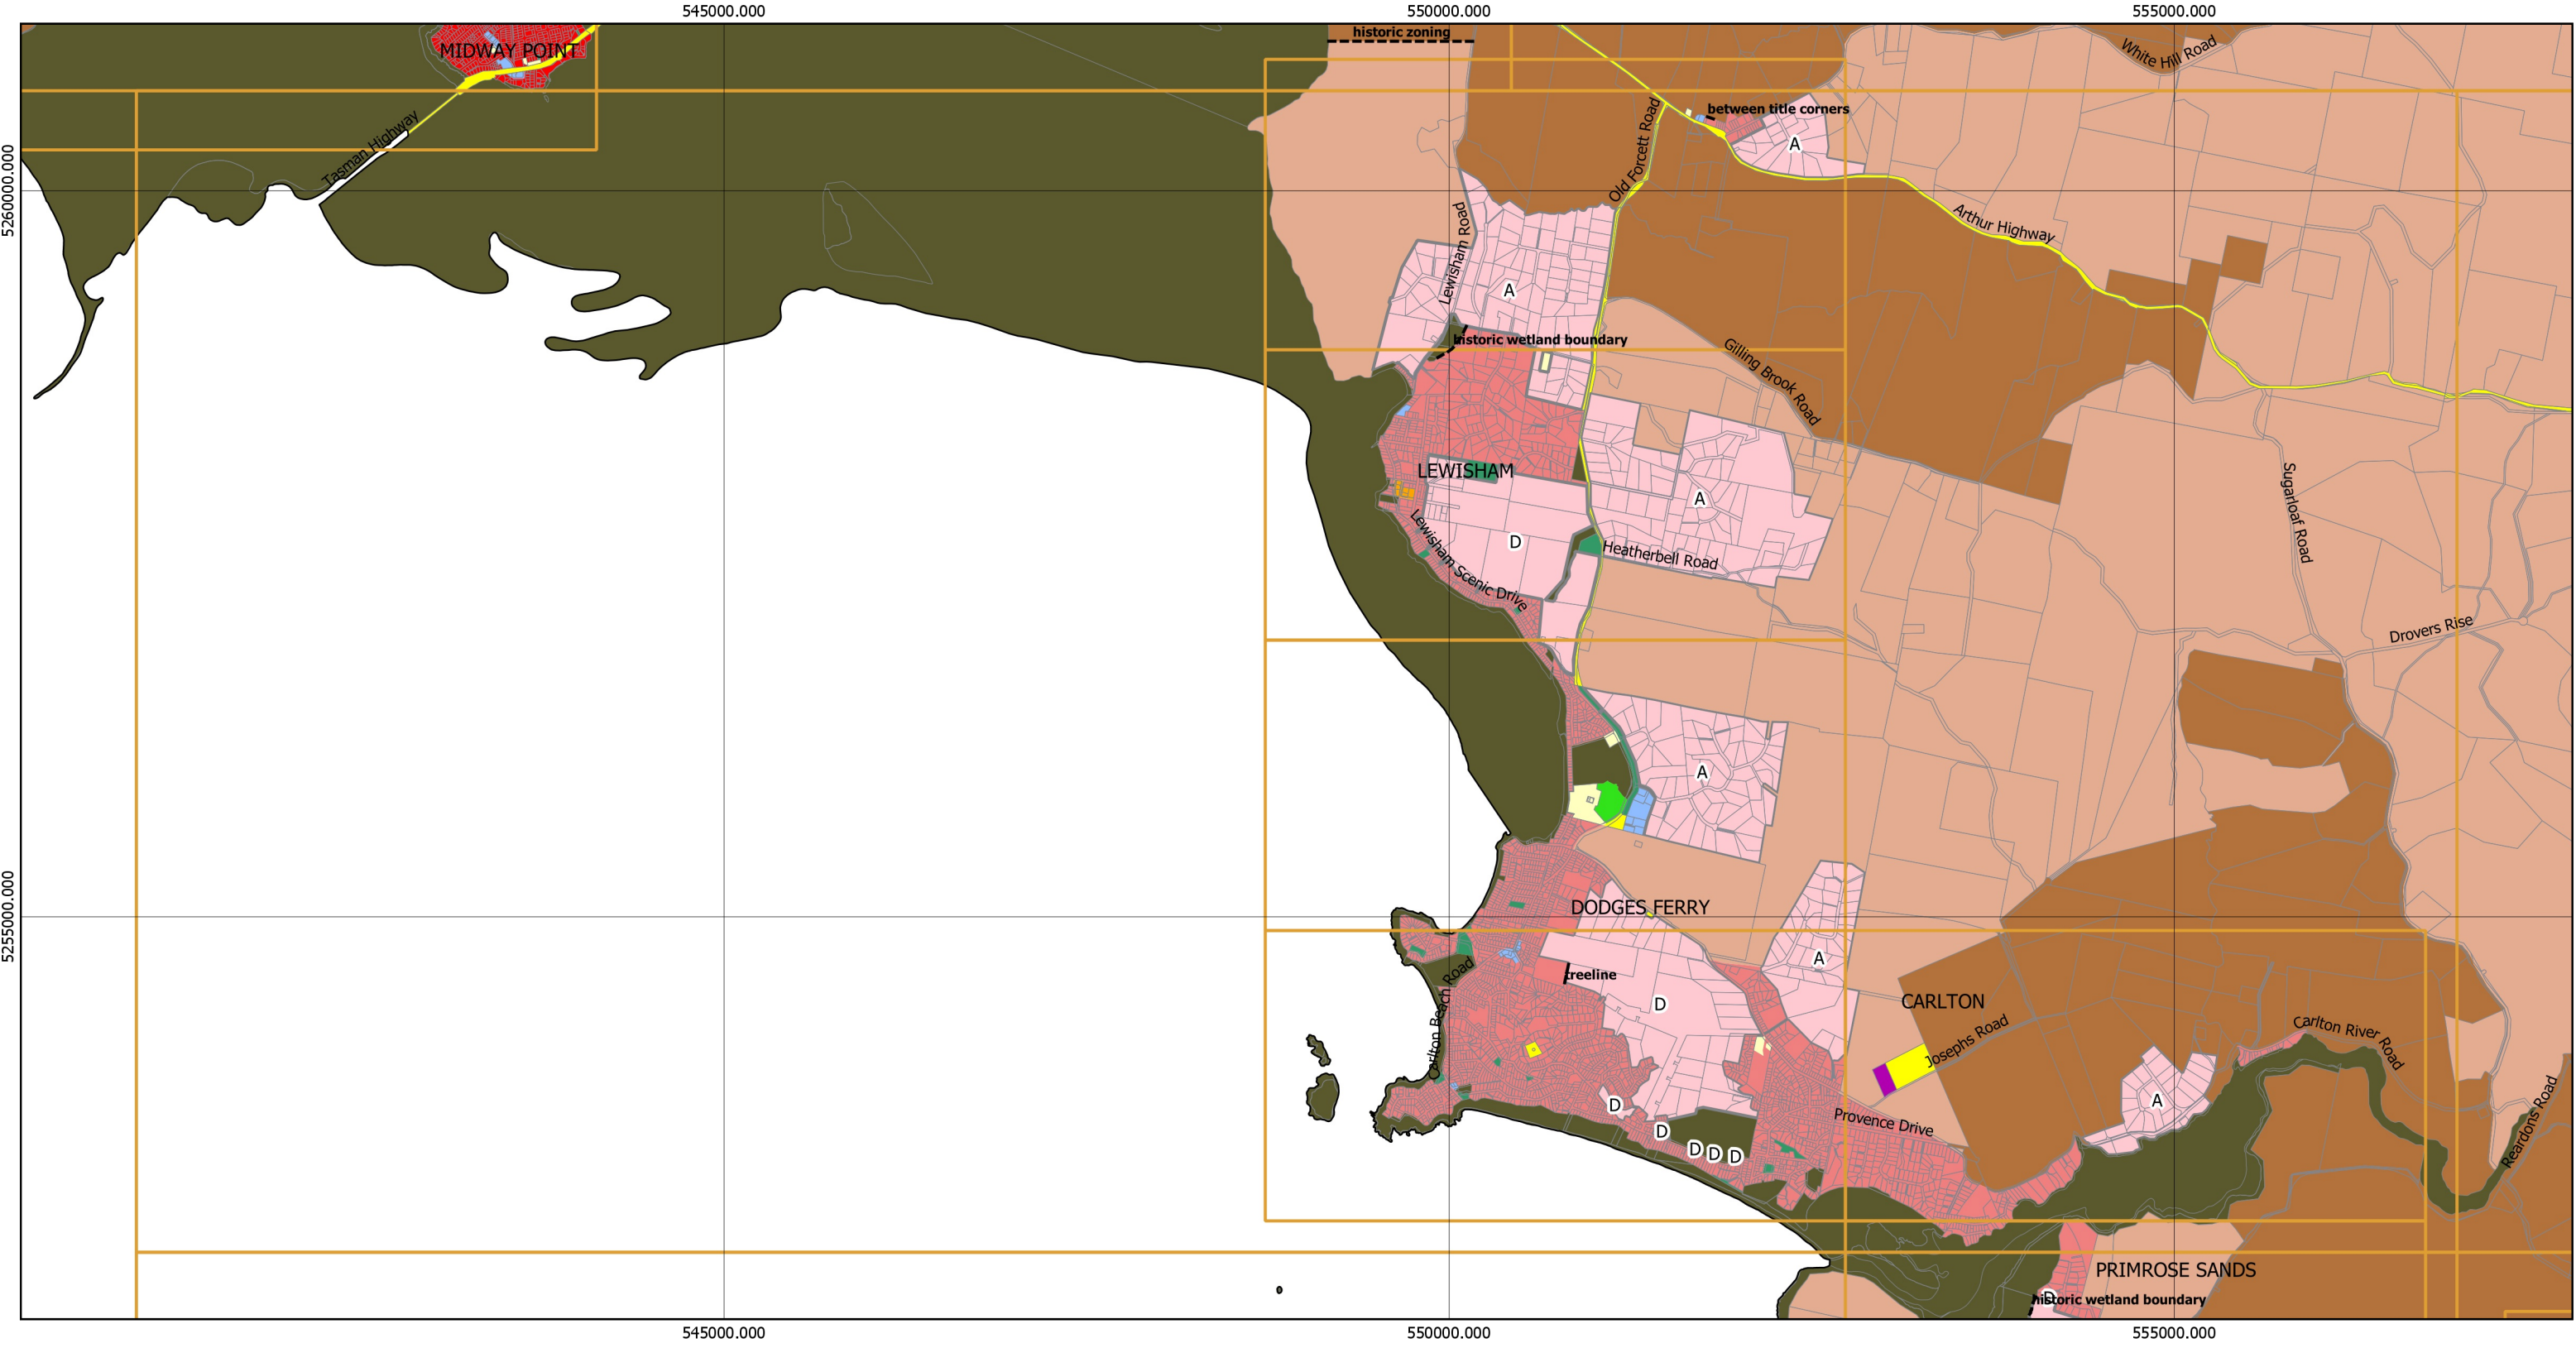 545000.000
550000.000
555000.000
historic zoning
MIDWAY POINT
White Hill Road
between title corners
Tasman Highway
Old Forcett Road
A
5260000.000
Lewisham Road
Arthur Highway
A
historic wetland boundary
Gilling Brook Road
LEWISHAM
A
Sugarloaf Road
Lewisham Scenic Drive
D
Heatherbell Road
Drovers Rise
A
5255000.000
DODGES FERRY
A
treeline
Carlton Beach Road
D
CARLTON
Josephs Road
Carlton River Road
A
D
Provence Drive
Reardons Road
D
D
D
D
PRIMROSE SANDS
D
historic wetland boundary
545000.000
550000.000
555000.000